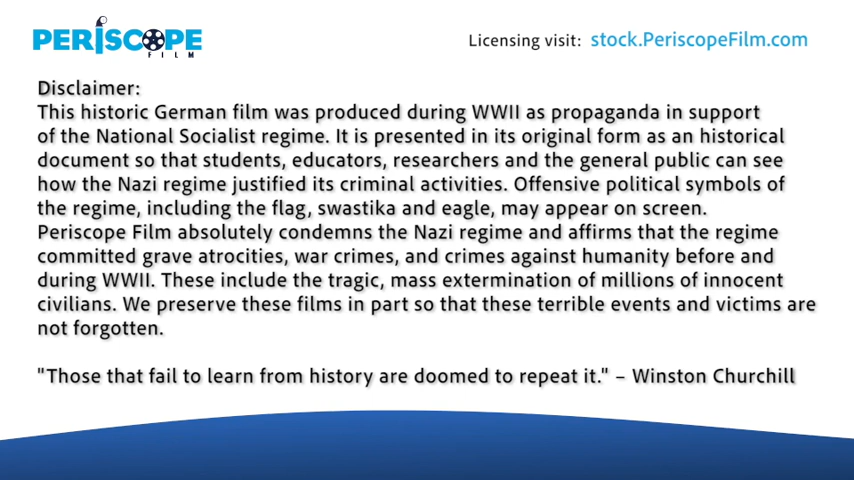 PERISCOPE
FILM
Licensing visit: stock.PeriscopeFilm.com
Disclaimer:
This historic German film was produced during WWII as propaganda in support
of the National Socialist regime. It is presented in its original form as an historical
document so that students, educators, researchers and the general public can see
how the Nazi regime justified its criminal activities. Offensive political symbols of
the regime, including the flag, swastika and eagle, may appear on screen.
Periscope Film absolutely condemns the Nazi regime and affirms that the regime
committed grave atrocities, war crimes, and crimes against humanity before and
during WWII. These include the tragic, mass extermination of millions of innocent
civilians. We preserve these films in part so that these terrible events and victims are
not forgotten.
"Those that fail to learn from history are doomed to repeat it." – Winston Churchill